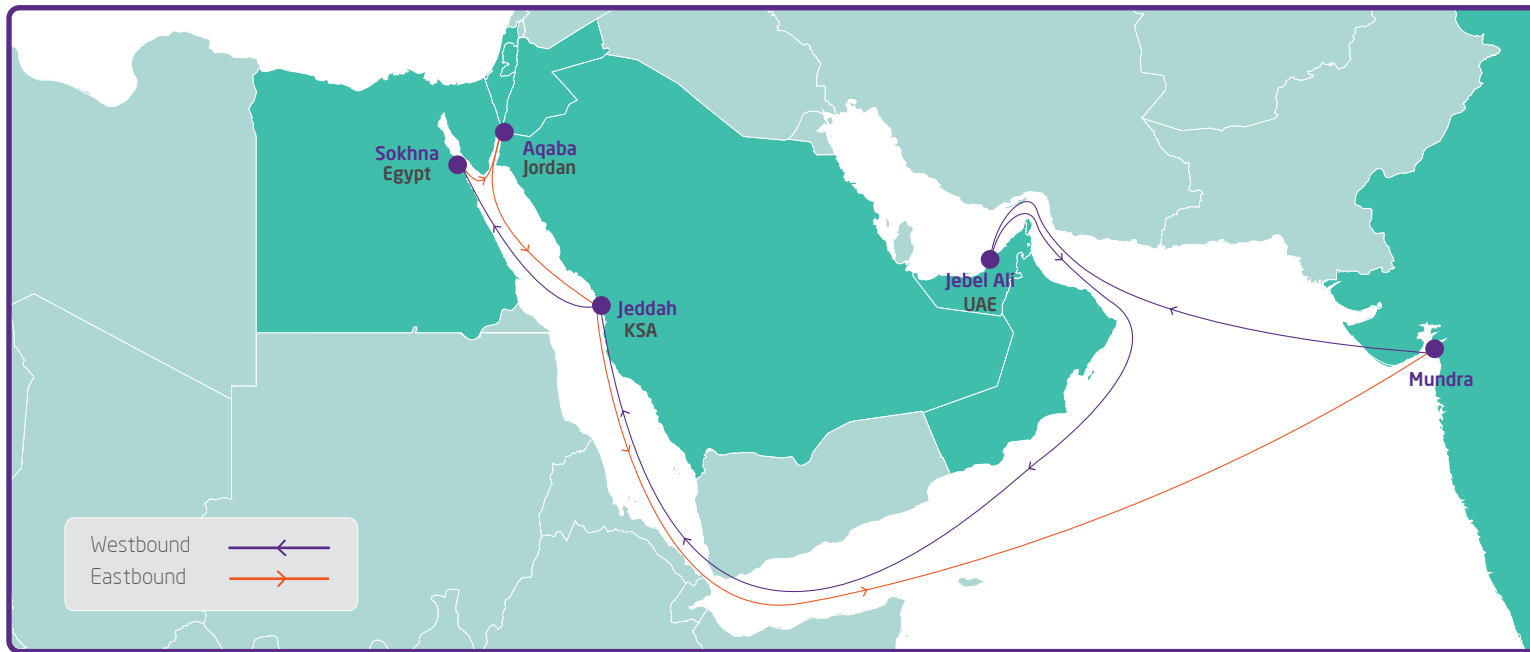 Sokhna
Egypt
Aqaba
Jordan
Jeddah
KSA
Jebel Ali
UAE
Mundra
Westbound
Eastbound